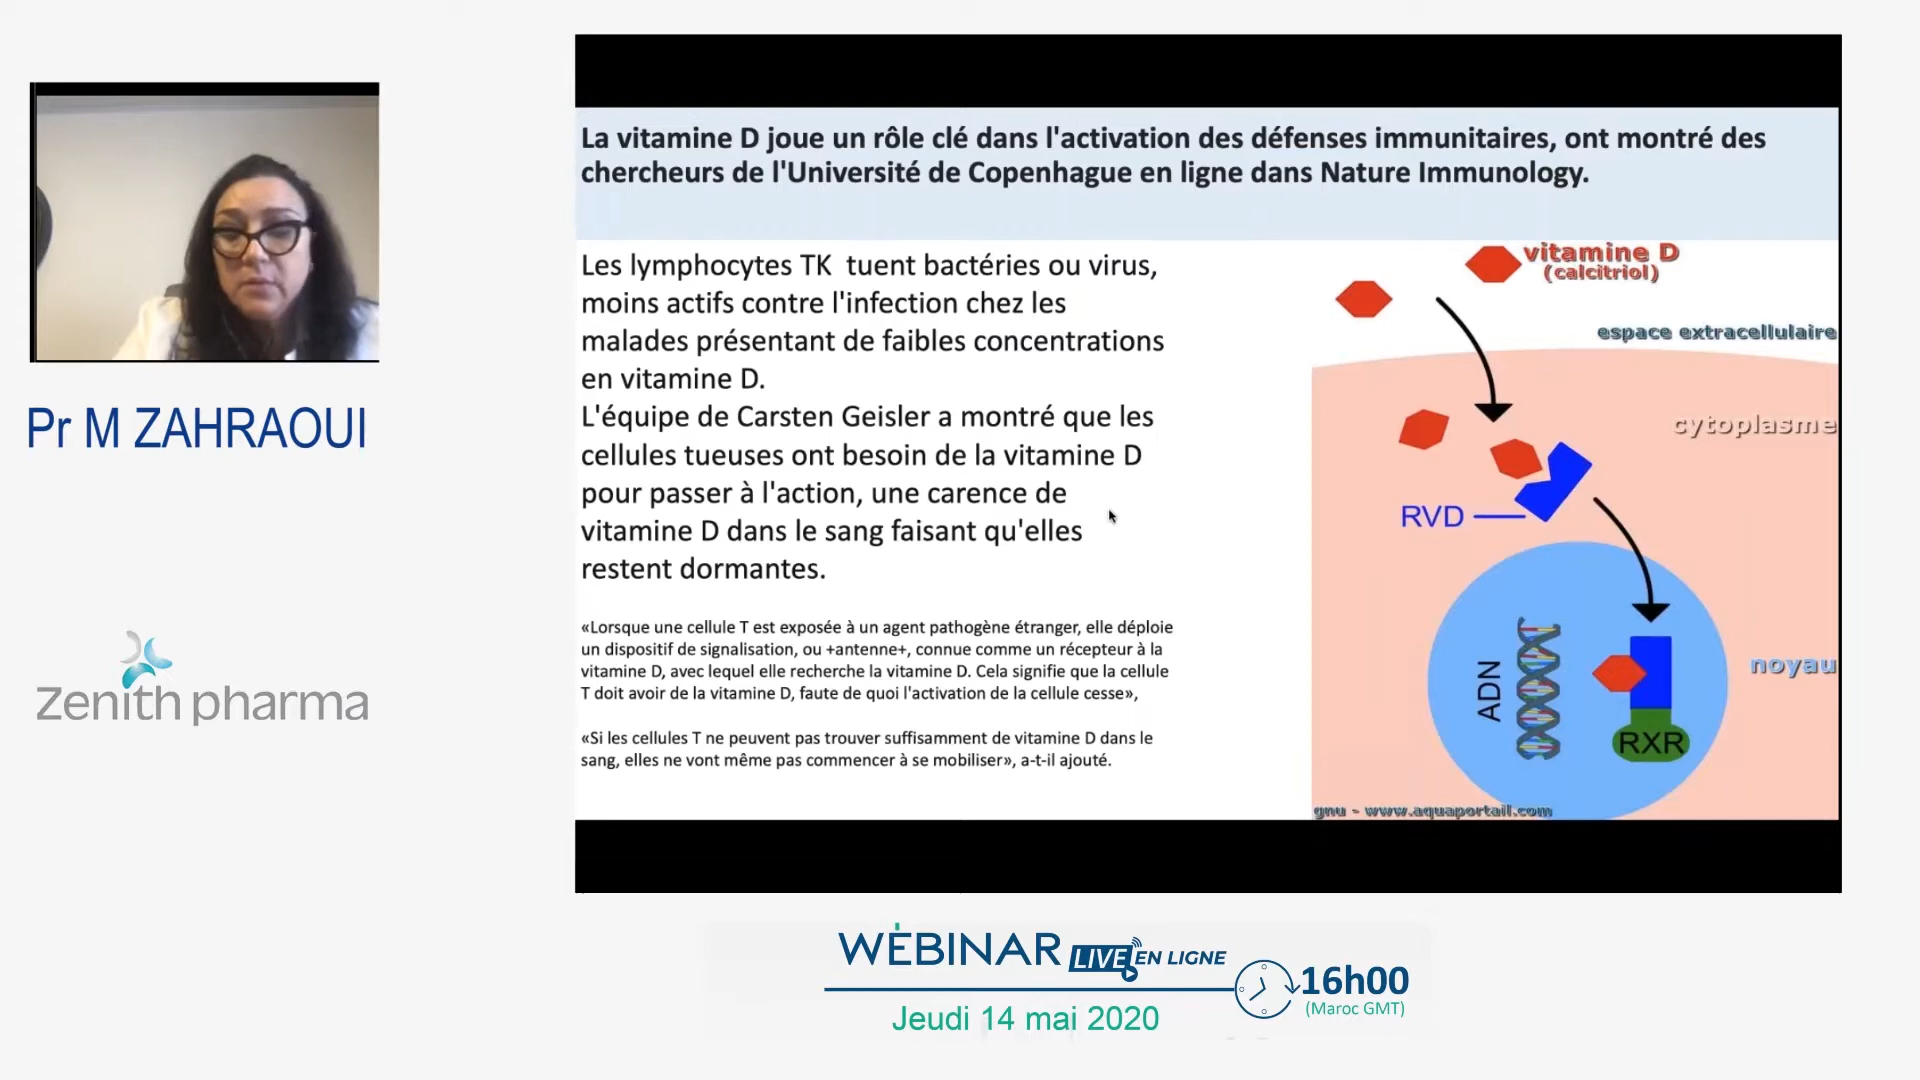 La vitamine D joue un rôle clé dans l'activation des défenses immunitaires, ont montré des
chercheurs de l'Université de Copenhague en ligne dans Nature Immunology.
Les lymphocytes TK  tuent bactéries ou virus,
moins actifs contre l'infection chez les
malades présentant de faibles concentrations
en vitamine D.
L'équipe de Carsten Geisler a montré que les
cellules tueuses ont besoin de la vitamine D
pour passer à l'action, une carence de
vitamine D dans le sang faisant qu'elles
restent dormantes.
«Lorsque une cellule T est exposée à un agent pathogène étranger, elle déploie
un dispositif de signalisation, ou +antenne+, connue comme un récepteur à la
vitamine D, avec lequel elle recherche la vitamine D. Cela signifie que la cellule
T doit avoir de la vitamine D, faute de quoi l'activation de la cellule cesse»,
«Si les cellules T ne peuvent pas trouver suffisamment de vitamine D dans le
sang, elles ne vont même pas commencer à se mobiliser», a-t-il ajouté.
vitamine D
(calcitriol)
espace extracellulaire
cytoplasme
RVD
ADN
noyau
RXR
gnu - www.aquaportail.com
Pr M ZAHRAOUI
Zenith pharma
WEBINAR LIVE EN LIGNE
16h00
(Maroc GMT)
Jeudi 14 mai 2020